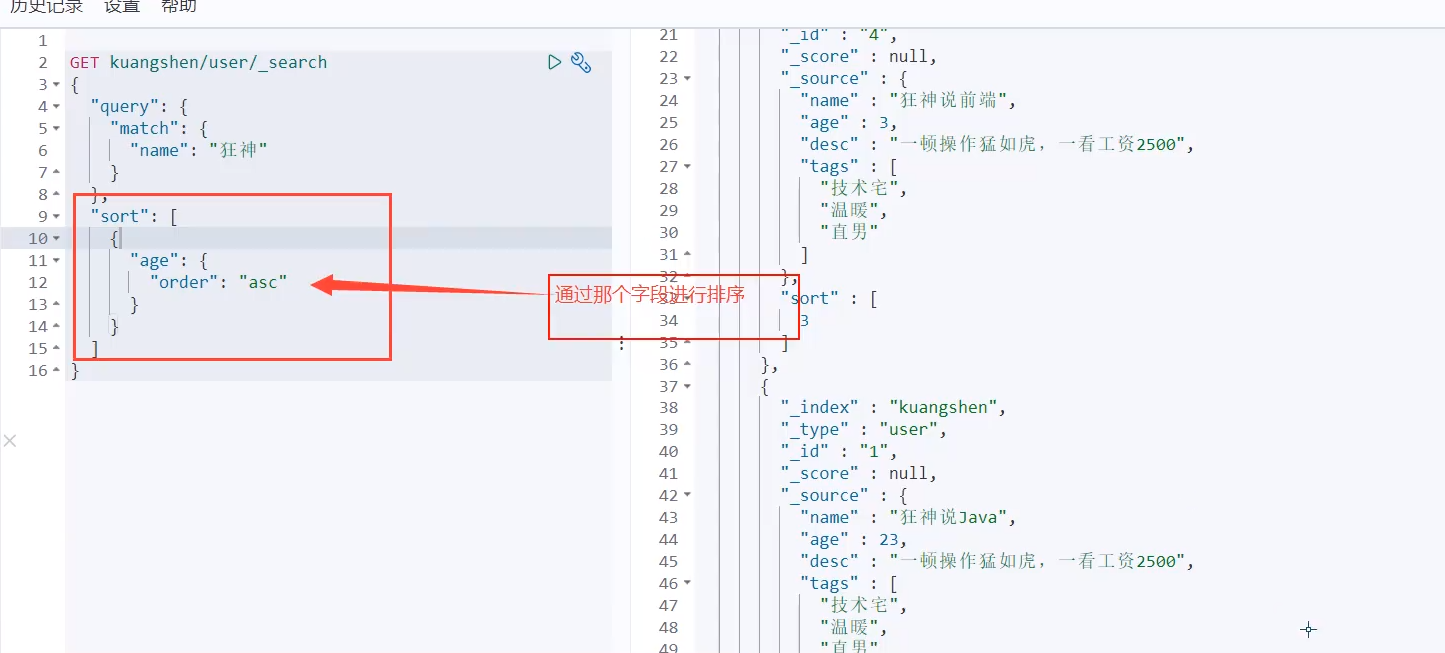 历史记录 设置 帮助
1
2 GET kuangshen/user/_search
3 {
4 "query": {
5 "match": {
6 "name": "狂神"
7 }
8 },
9 "sort": [
10 {
11 "age": {
12 "order": "asc"
13 }
14 }
15 ]
16 }
通过那个字段进行排序
21 "_id" : "4",
22 "_score" : null,
23 "_source" : {
24 "name" : "狂神说前端",
25 "age" : 3,
26 "desc" : "一顿操作猛如虎，一看工资2500",
27 "tags" : [
28 "技术宅",
29 "温暖",
30 "直男"
31 ]
32 },
33 "sort" : [
34 3
35 ]
36 },
37 {
38 "_index" : "kuangshen",
39 "_type" : "user",
40 "_id" : "1",
41 "_score" : null,
42 "_source" : {
43 "name" : "狂神说Java",
44 "age" : 23,
45 "desc" : "一顿操作猛如虎，一看工资2500",
46 "tags" : [
47 "技术宅",
48 "温暖",
49 "直男"